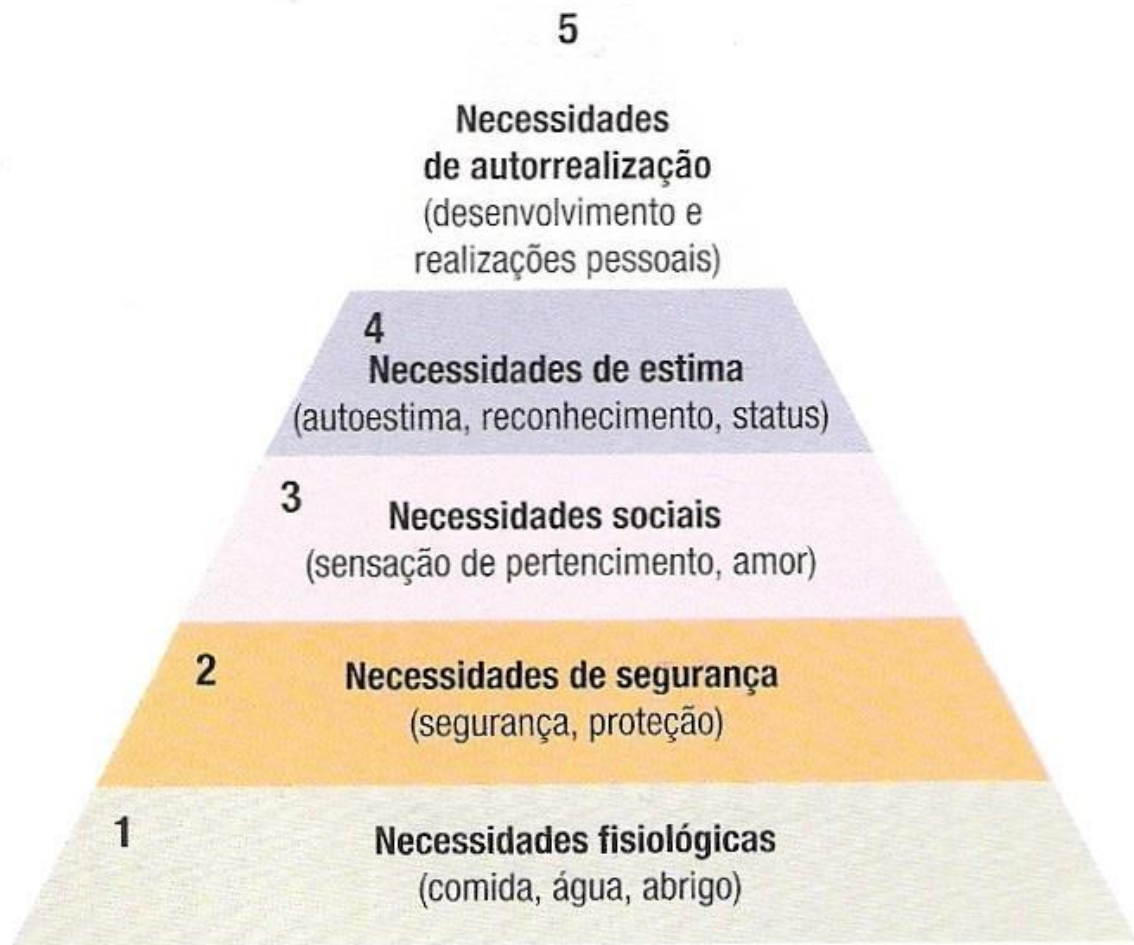 5
Necessidades
de autorrealização
(desenvolvimento e
realizações pessoais)
4
Necessidades de estima
(autoestima, reconhecimento, status)
3
Necessidades sociais
(sensação de pertencimento, amor)
2
Necessidades de segurança
(segurança, proteção)
1
Necessidades fisiológicas
(comida, água, abrigo)